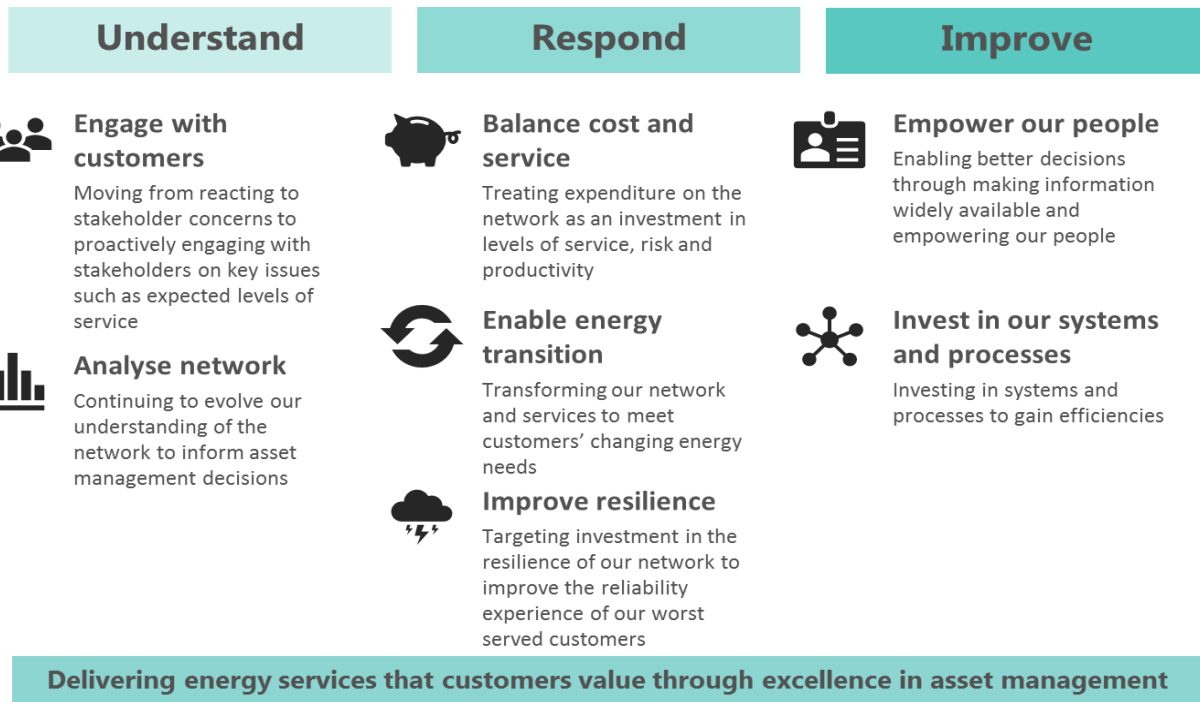 Understand
Engage with
customers
Moving from reacting to
stakeholder concerns to
proactively engaging with
stakeholders on key issues
such as expected levels of
service
Analyse network
Continuing to evolve our
understanding of the
network to inform asset
management decisions
Respond
Balance cost and
service
Treating expenditure on the
network as an investment in
levels of service, risk and
productivity
Enable energy
transition
Transforming our network
and services to meet
customers’ changing energy
needs
Improve resilience
Targeting investment in the
resilience of our network to
improve the reliability
experience of our worst
served customers
Improve
Empower our people
Enabling better decisions
through making information
widely available and
empowering our people
Invest in our systems
and processes
Investing in systems and
processes to gain efficiencies
Delivering energy services that customers value through excellence in asset management